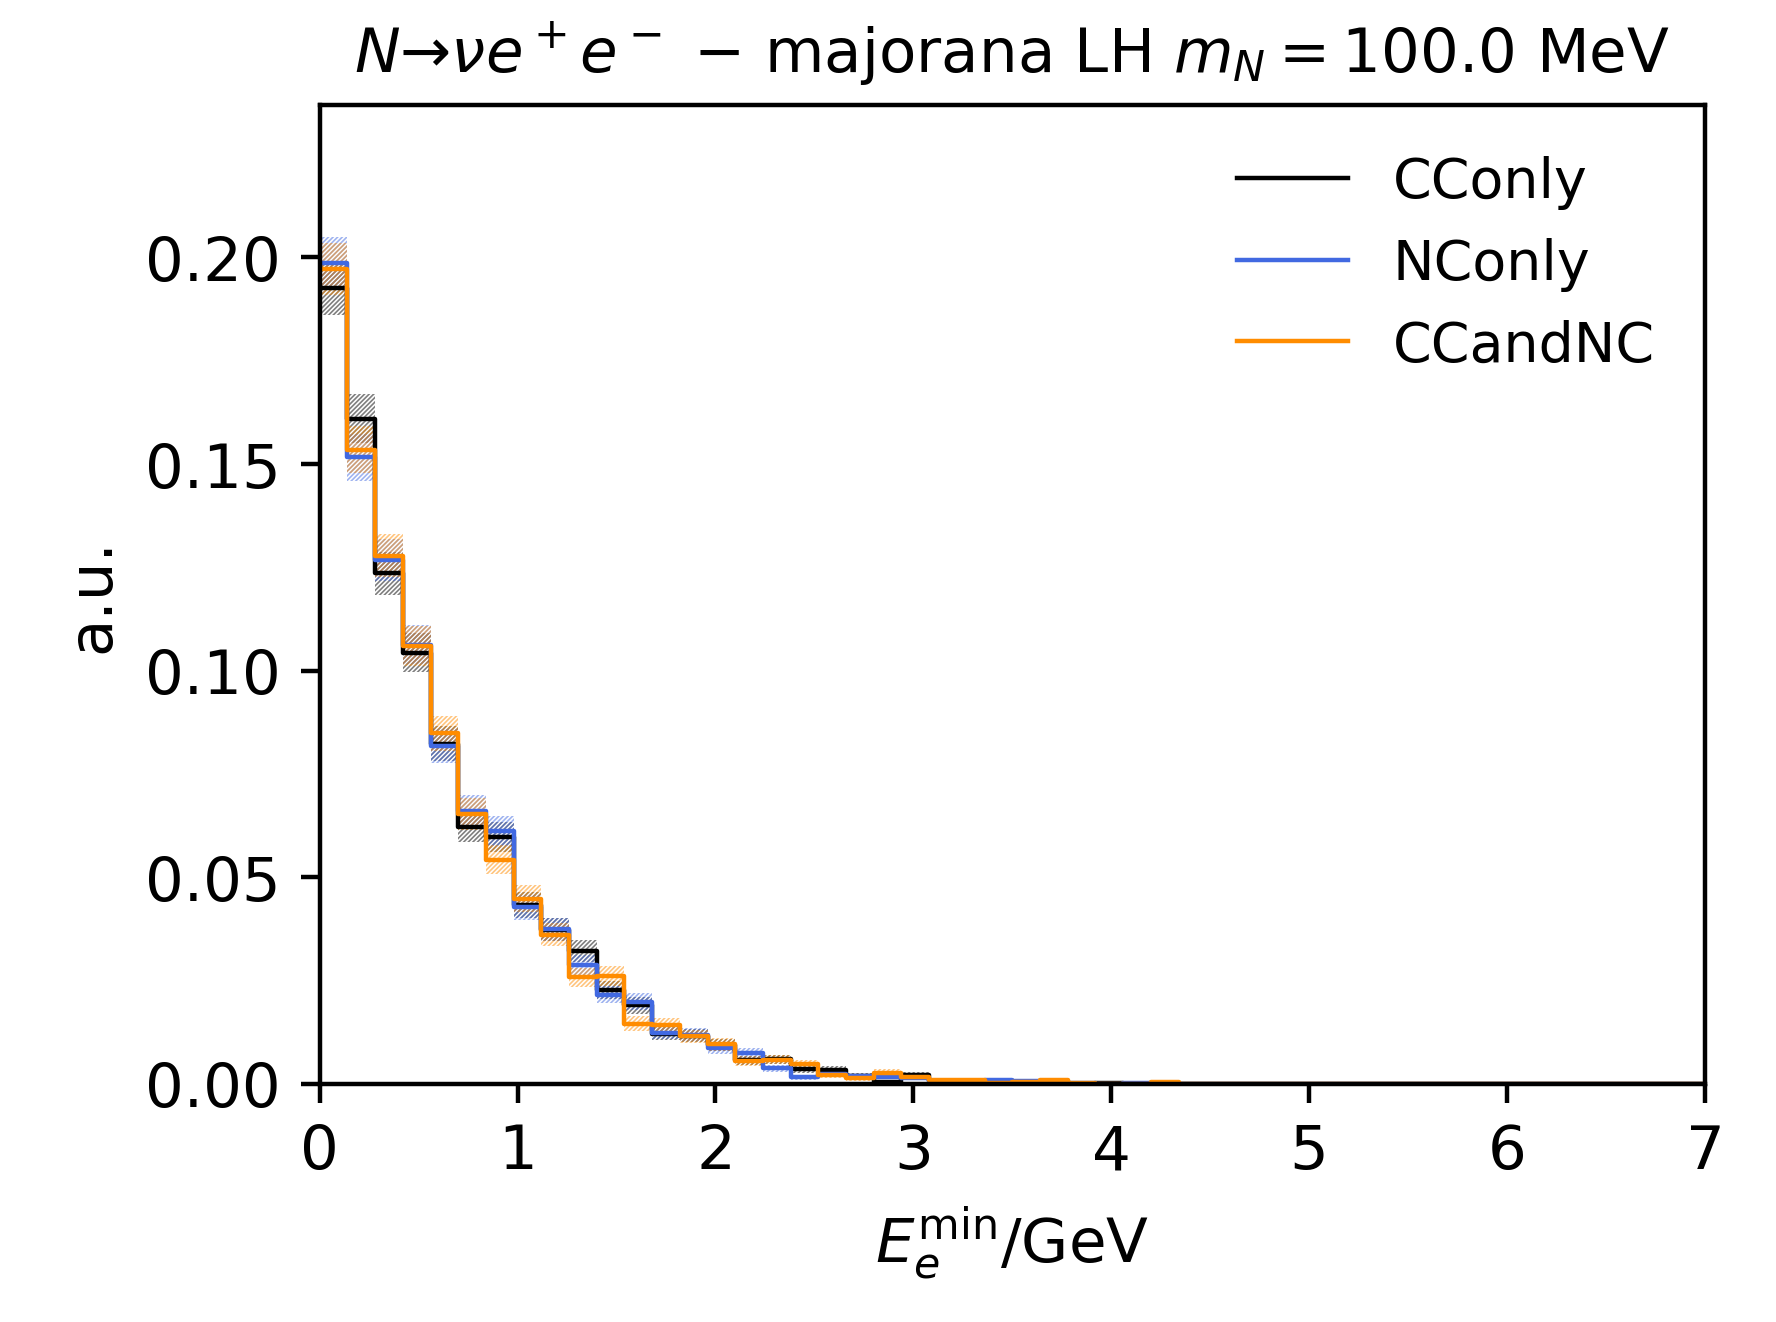 N→νe⁺e⁻ − majorana LH m_N = 100.0 MeV
CConly
NConly
CCandNC
0.20
0.15
0.10
0.05
0.00
a.u.
0 1 2 3 4 5 6 7
E_e^min/GeV